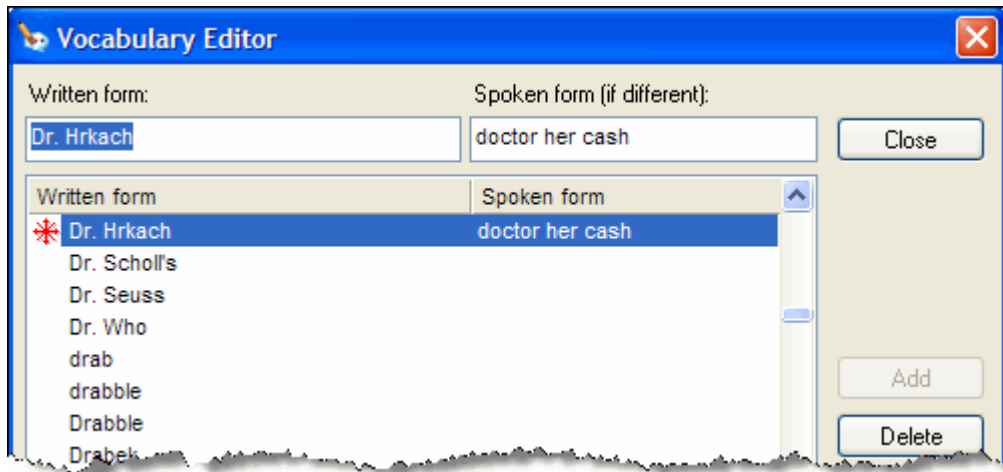 Vocabulary Editor
Written form: Spoken form (if different):
Dr. Hrkach doctor her cash Close
Written form Spoken form
Dr. Hrkach doctor her cash
Dr. Scholl's
Dr. Seuss
Dr. Who
drab
drabble Add
Drabble
Drabek Delete